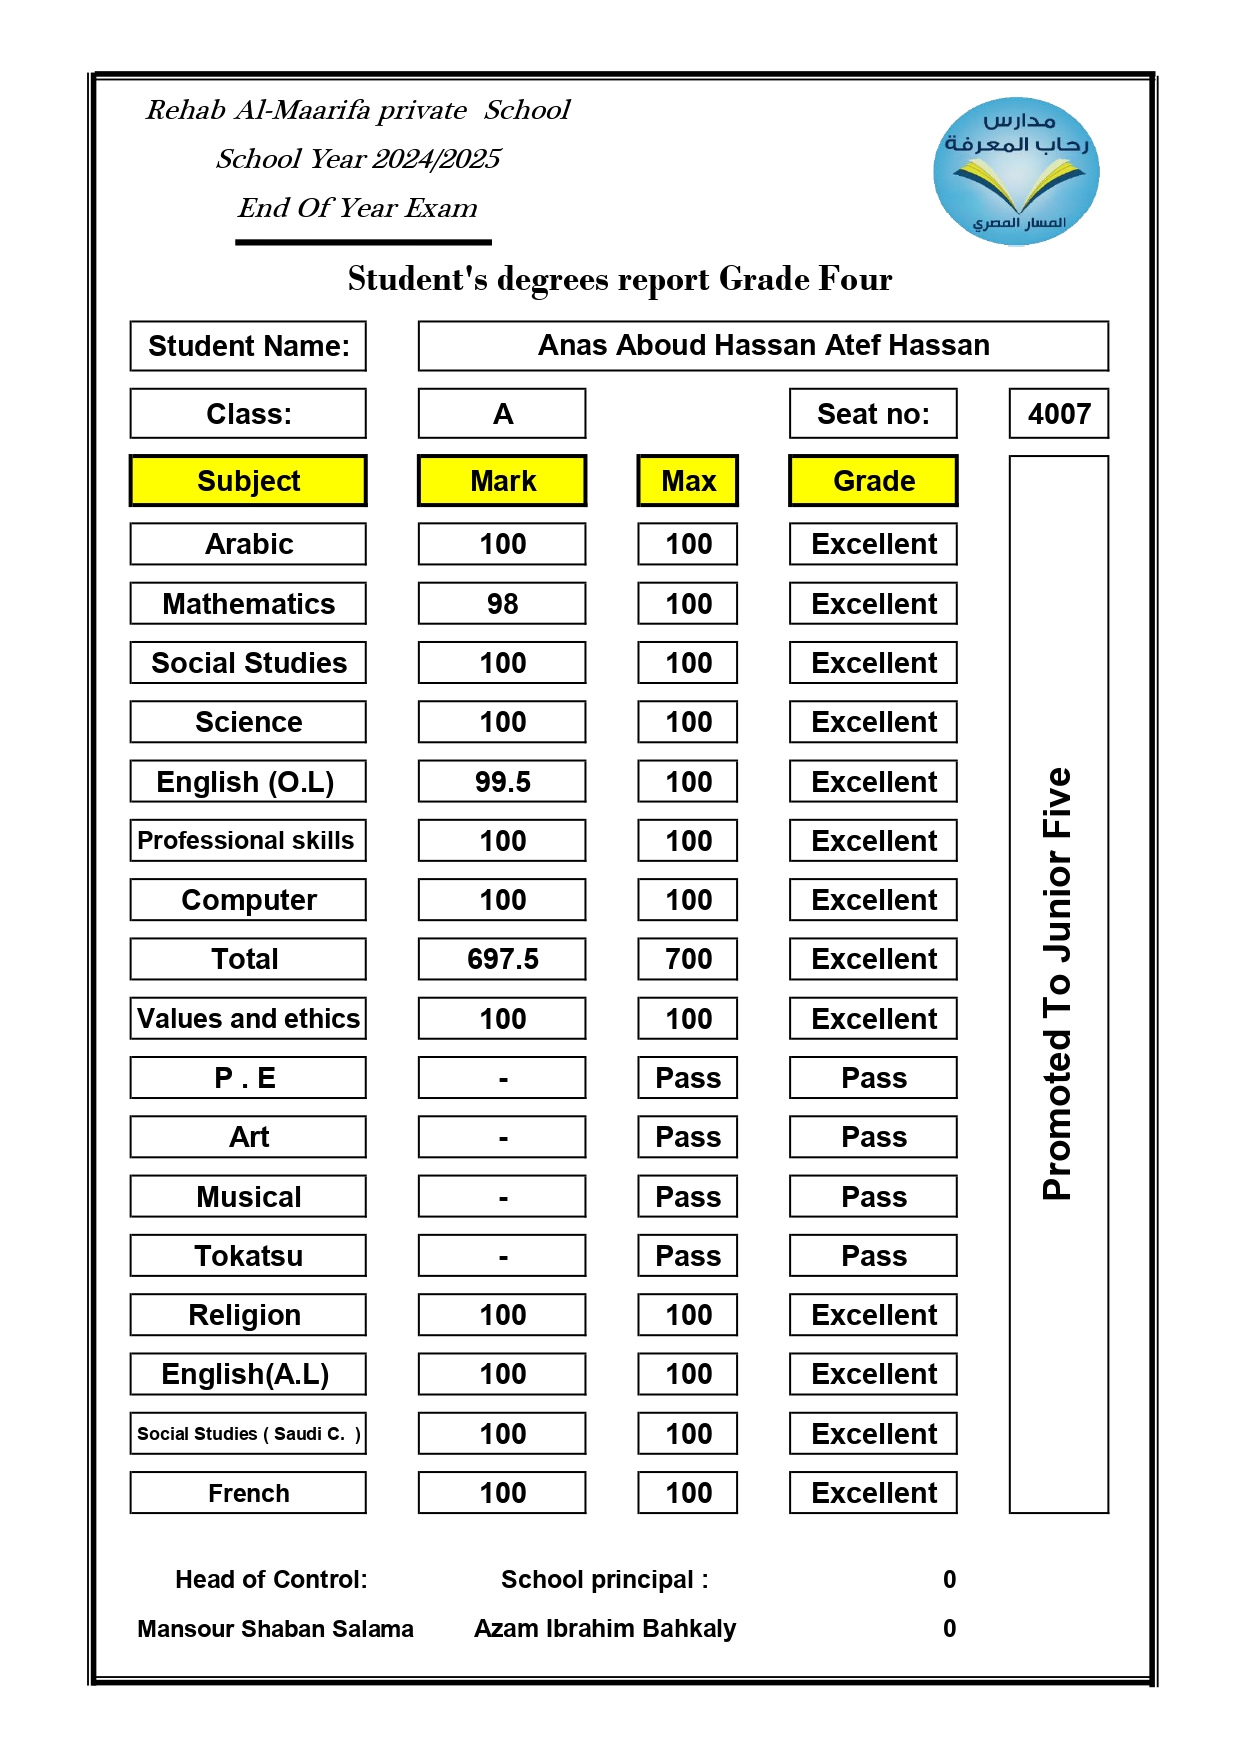 Rehab Al-Maarifa private School
School Year 2024/2025
End Of Year Exam
مدارس
رحاب المعرفة
المسار المصري
Student's degrees report Grade Four
Student Name: Anas Aboud Hassan Atef Hassan
Class: A Seat no: 4007
Subject Mark Max Grade
Arabic 100 100 Excellent
Mathematics 98 100 Excellent
Social Studies 100 100 Excellent
Science 100 100 Excellent
English (O.L) 99.5 100 Excellent
Professional skills 100 100 Excellent
Computer 100 100 Excellent
Total 697.5 700 Excellent
Values and ethics 100 100 Excellent
P . E - Pass Pass
Art - Pass Pass
Musical - Pass Pass
Tokatsu - Pass Pass
Religion 100 100 Excellent
English(A.L) 100 100 Excellent
Social Studies ( Saudi C. ) 100 100 Excellent
French 100 100 Excellent
Promoted To Junior Five
Head of Control: School principal : 0
Mansour Shaban Salama Azam Ibrahim Bahkaly 0